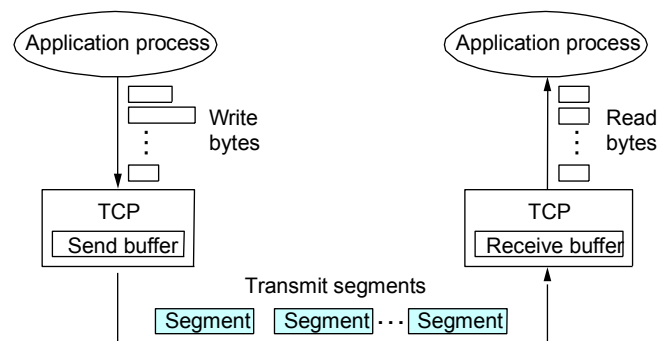 Application process
Application process
Write
bytes
Read
bytes
TCP
Send buffer
TCP
Receive buffer
Transmit segments
Segment Segment ... Segment